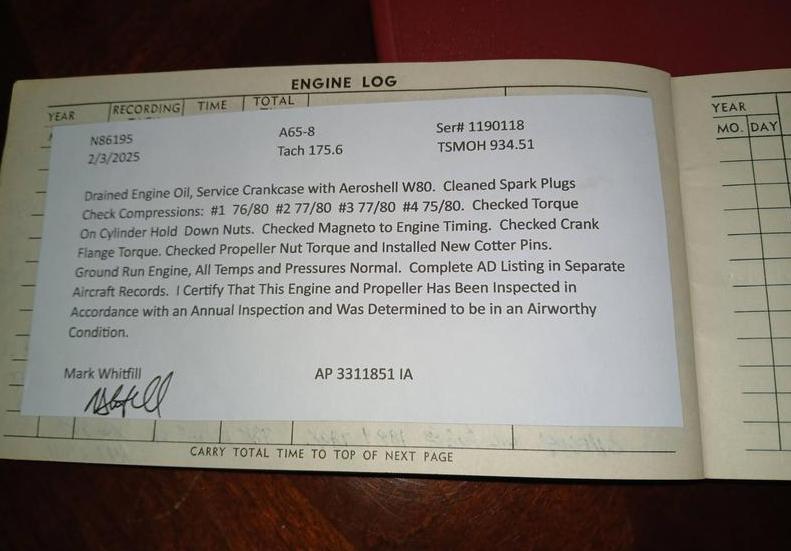 ENGINE LOG
YEAR RECORDING TIME TOTAL
N86195 A65-8 Ser# 1190118
2/3/2025 Tach 175.6 TSMOH 934.51
Drained Engine Oil, Service Crankcase with Aeroshell W80. Cleaned Spark Plugs
Check Compressions: #1 76/80 #2 77/80 #3 77/80 #4 75/80. Checked Torque
On Cylinder Hold Down Nuts. Checked Magneto to Engine Timing. Checked Crank
Flange Torque. Checked Propeller Nut Torque and Installed New Cotter Pins.
Ground Run Engine, All Temps and Pressures Normal. Complete AD Listing in Separate
Aircraft Records. I Certify That This Engine and Propeller Has Been Inspected in
Accordance with an Annual Inspection and Was Determined to be in an Airworthy
Condition.
Mark Whitfill AP 3311851 IA
CARRY TOTAL TIME TO TOP OF NEXT PAGE
YEAR
MO. DAY